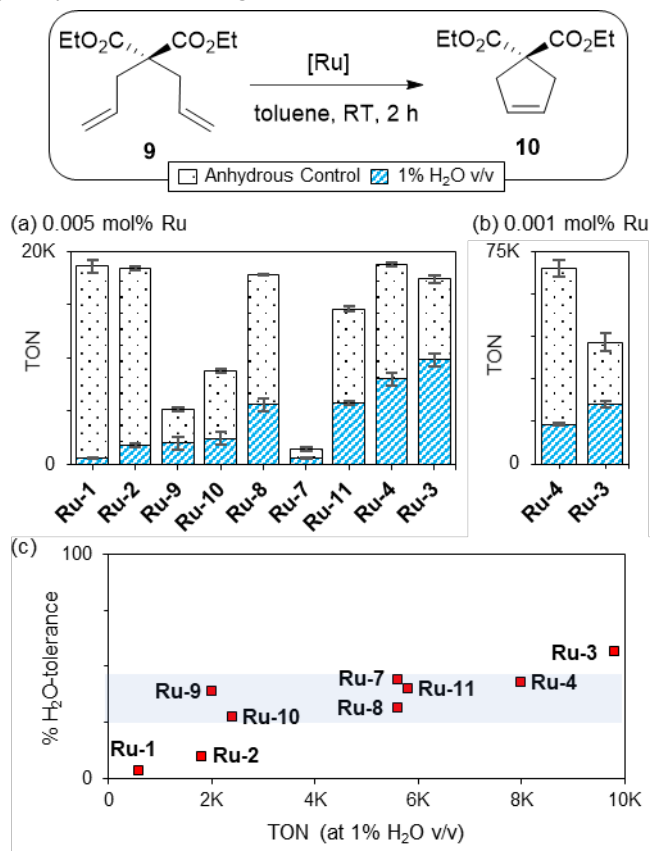 EtO₂C CO₂Et
9
[Ru]
toluene, RT, 2 h
EtO₂C CO₂Et
10
Anhydrous Control 1% H₂O v/v
(a) 0.005 mol% Ru
20K
TON
0
Ru-1 Ru-2 Ru-9 Ru-10 Ru-8 Ru-7 Ru-11 Ru-4 Ru-3
(b) 0.001 mol% Ru
75K
TON
0
Ru-4 Ru-3
(c)
100
% H₂O-tolerance
0
Ru-1
Ru-2
Ru-9
Ru-10
Ru-7
Ru-8
Ru-11
Ru-4
Ru-3
0 2K 4K 6K 8K 10K
TON (at 1% H₂O v/v)